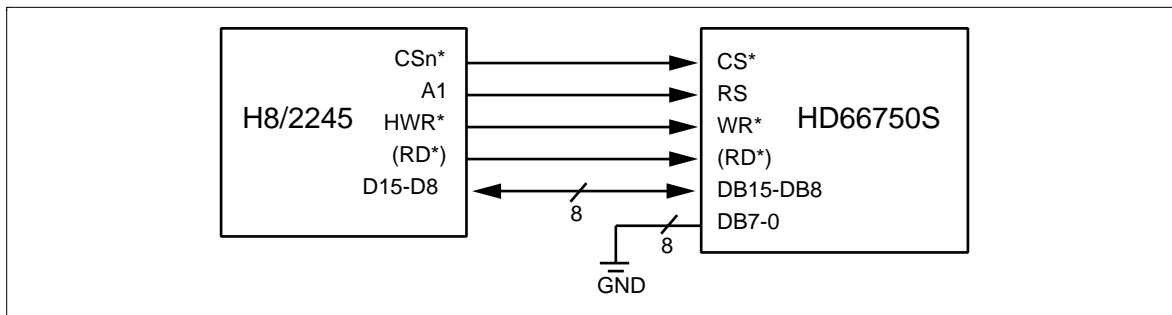 H8/2245
CSn*
A1
HWR*
(RD*)
D15-D8
8
8
GND
CS*
RS
WR*
(RD*)
DB15-DB8
DB7-0
HD66750S